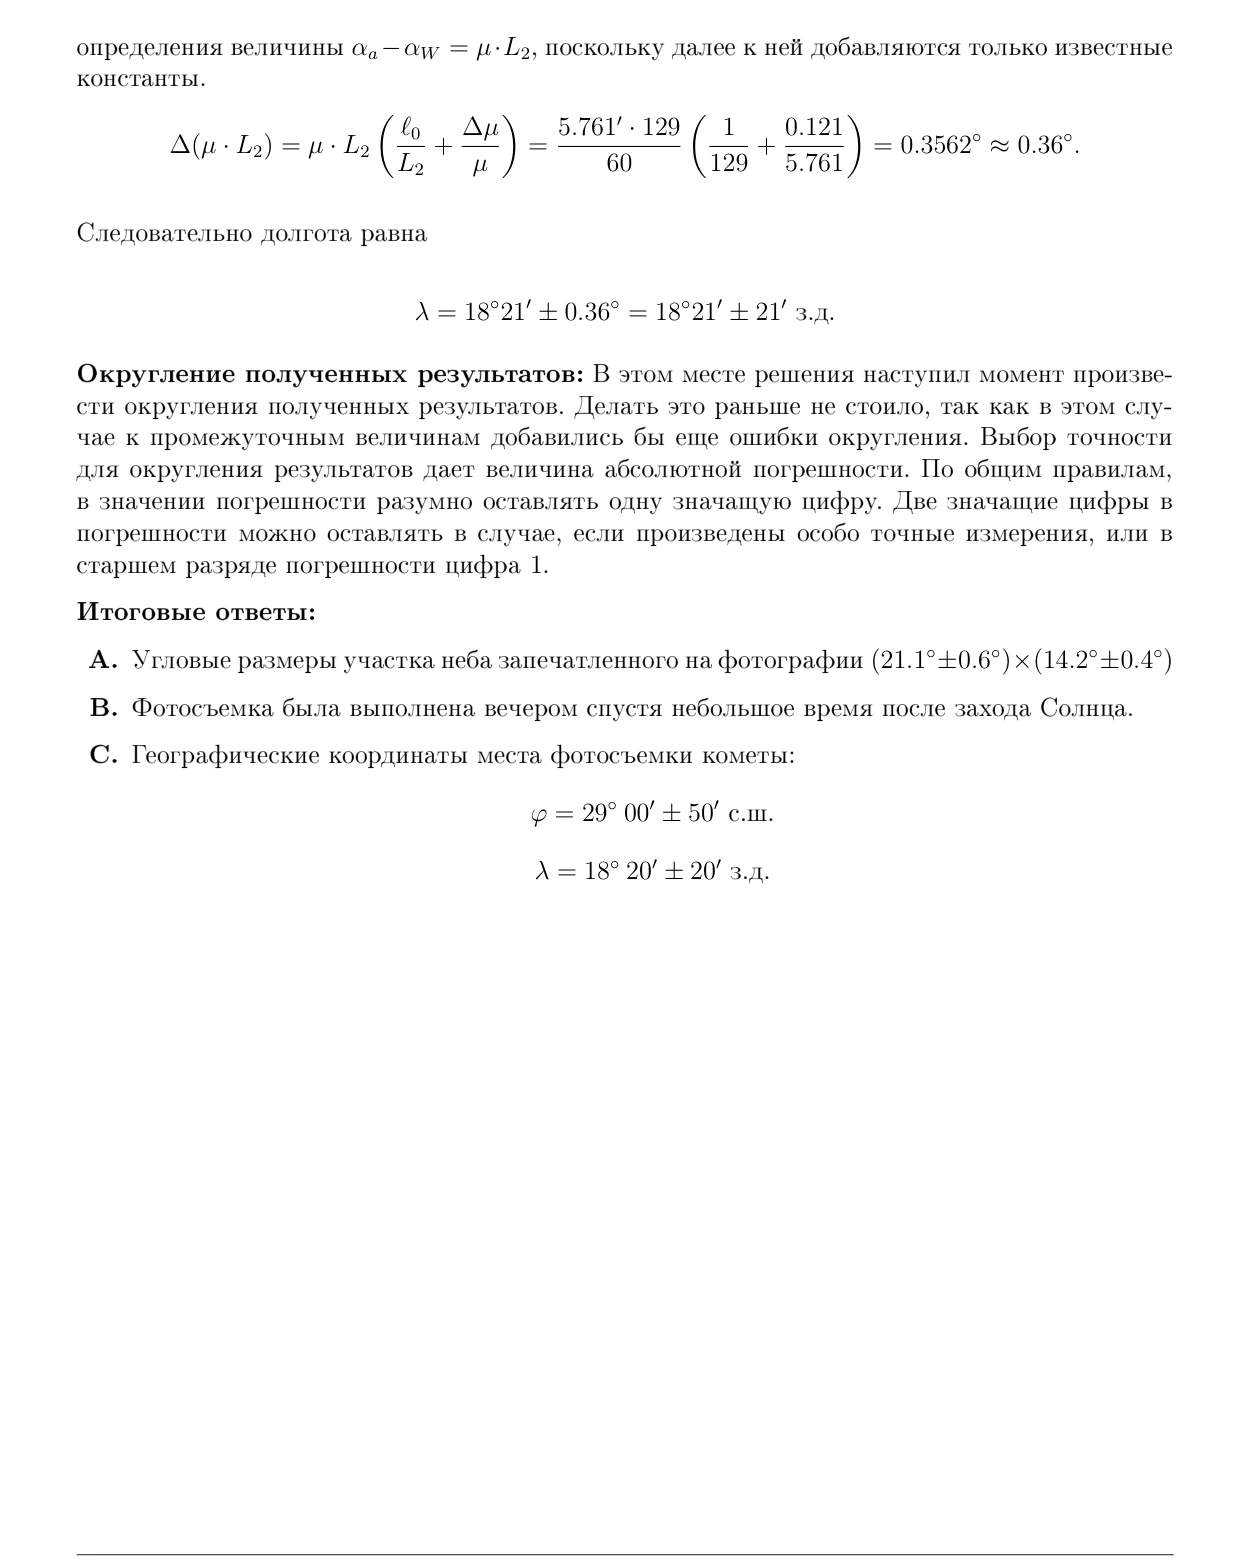 определения величины αa − αW = μ · L2, поскольку далее к ней добавляются только известные
константы.
Δ(μ · L2) = μ · L2 (ℓ0/L2 + Δμ/μ) = 5.761′ · 129/60 (1/129 + 0.121/5.761) = 0.3562° ≈ 0.36°.
Следовательно долгота равна
λ = 18°21′ ± 0.36° = 18°21′ ± 21′ з.д.
Округление полученных результатов: В этом месте решения наступил момент произве-
сти округления полученных результатов. Делать это раньше не стоило, так как в этом слу-
чае к промежуточным величинам добавились бы еще ошибки округления. Выбор точности
для округления результатов дает величина абсолютной погрешности. По общим правилам,
в значении погрешности разумно оставлять одну значащую цифру. Две значащие цифры в
погрешности можно оставлять в случае, если произведены особо точные измерения, или в
старшем разряде погрешности цифра 1.
Итоговые ответы:
A. Угловые размеры участка неба запечатленного на фотографии (21.1°±0.6°)×(14.2°±0.4°)
B. Фотосъемка была выполнена вечером спустя небольшое время после захода Солнца.
C. Географические координаты места фотосъемки кометы:
φ = 29° 00′ ± 50′ с.ш.
λ = 18° 20′ ± 20′ з.д.